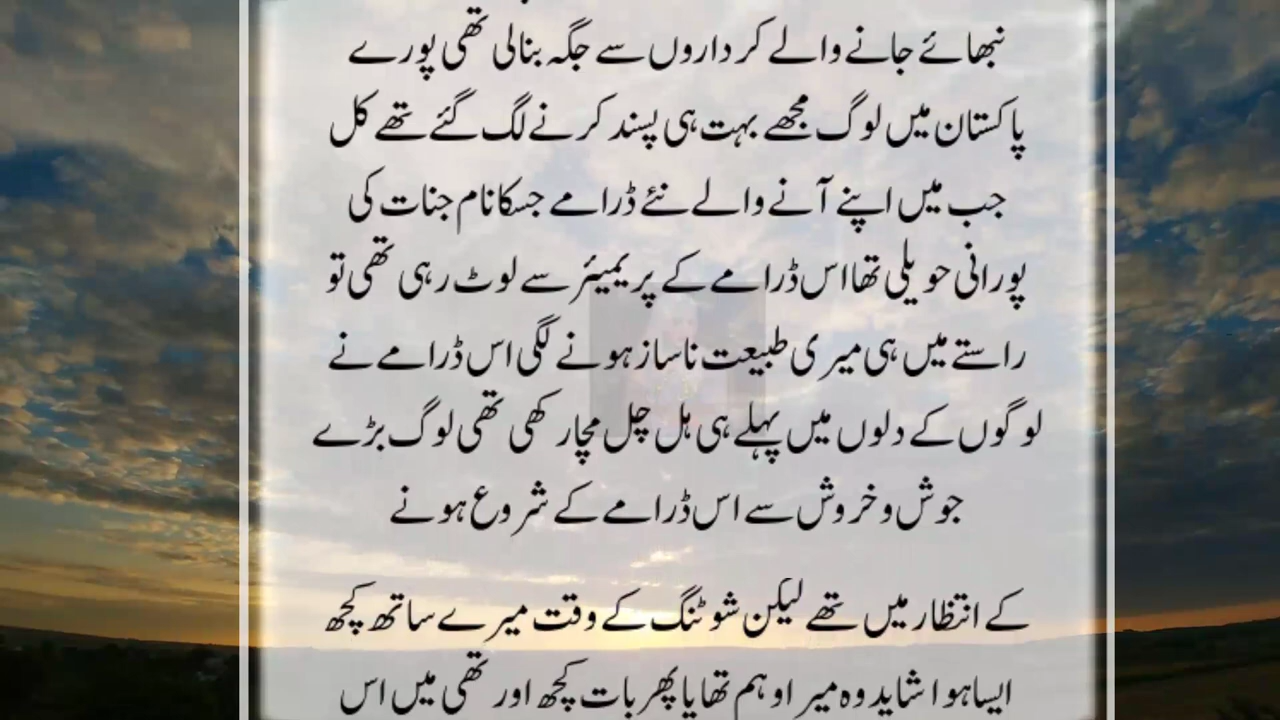 نبھائے جانے والے کرداروں سے جگہ بنالی تھی پورے
پاکستان میں لوگ مجھے بہت ہی پسند کرنے لگ گئے تھے کل
جب میں اپنے آنے والے نئے ڈرامے جسکا نام جنات کی
پورانی حویلی تھا اس ڈرامے کے پریمیئر سے لوٹ رہی تھی تو
راستے میں ہی میری طبیعت ناساز ہونے لگی اس ڈرامے نے
لوگوں کے دلوں میں پہلے ہی ہل چل مچا رکھی تھی لوگ بڑے
جوش و خروش سے اس ڈرامے کے شروع ہونے
کے انتظار میں تھے لیکن شوٹنگ کے وقت میرے ساتھ کچھ
ایسا ہوا شاید وہ میرا وہم تھا یا پھر بات کچھ اور تھی میں اس